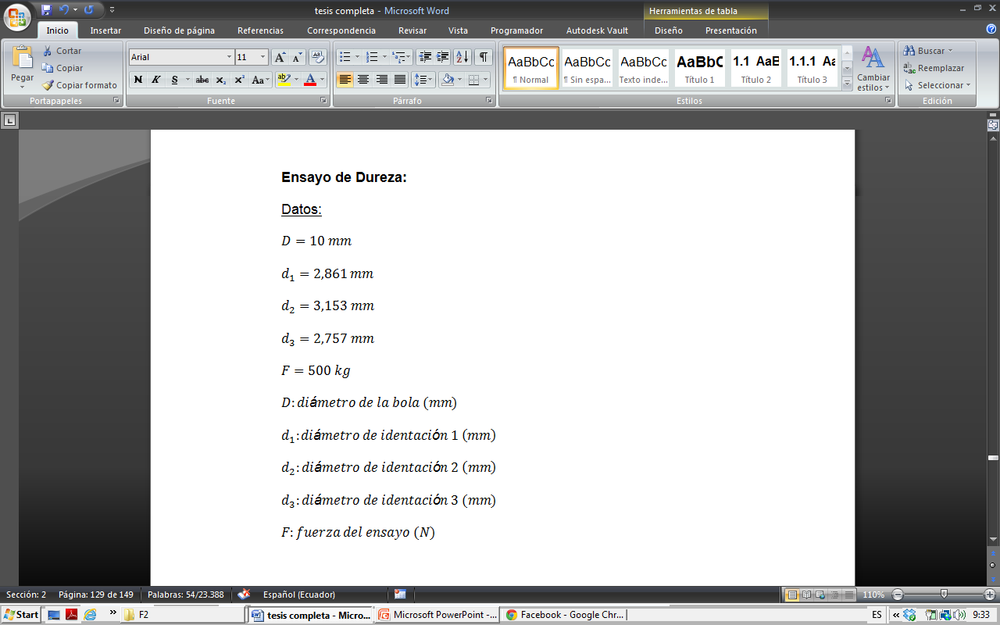 tesis completa - Microsoft Word
Herramientas de tabla
Inicio Insertar Diseño de página Referencias Correspondencia Revisar Vista Programador Autodesk Vault Diseño Presentación
Pegar
Cortar
Copiar
Copiar formato
Portapapeles
Arial 11
N K S abc x₂ x² Aa
Fuente
Párrafo
AaBbCc AaBbCc AaBbCc AaBbC 1.1 AaB 1.1.1 Aa
¶ Normal ¶ Sin espa... Texto inde... Título 1 Título 2 Título 3
Estilos
Cambiar estilos
Buscar
Reemplazar
Seleccionar
Edición
Ensayo de Dureza:
Datos:
D = 10 mm
d₁ = 2,861 mm
d₂ = 3,153 mm
d₃ = 2,757 mm
F = 500 kg
D: diámetro de la bola (mm)
d₁: diámetro de identación 1 (mm)
d₂: diámetro de identación 2 (mm)
d₃: diámetro de identación 3 (mm)
F: fuerza del ensayo (N)
Sección: 2 Página: 129 de 149 Palabras: 54/23.388 Español (Ecuador) 110%
Start F2 tesis completa - Micros... Microsoft PowerPoint -... Facebook - Google Chr... ES 9:33